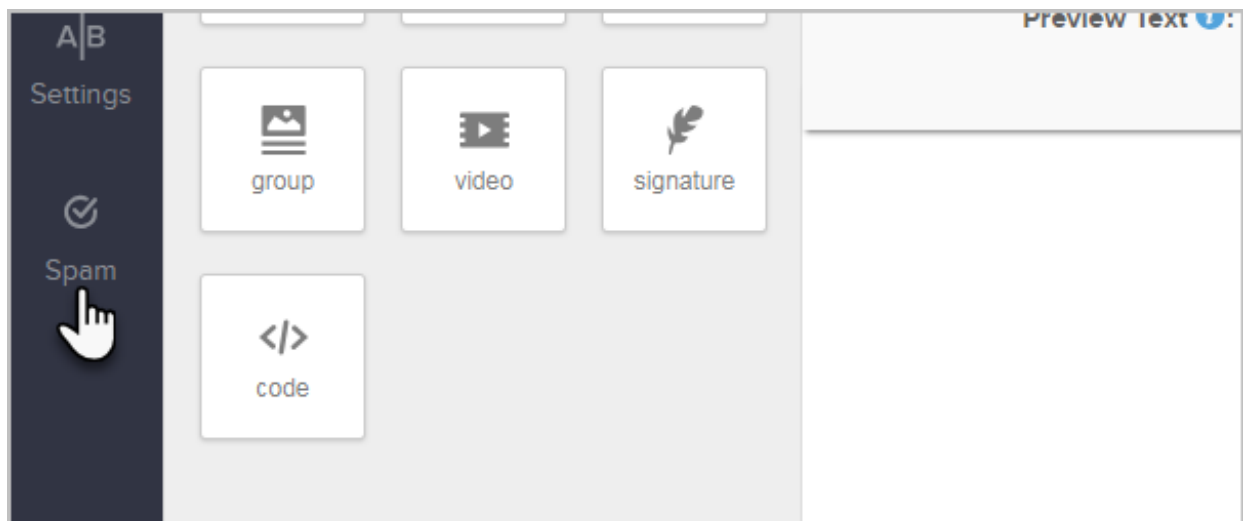 Preview Text ?:
A|B
Settings
group
video
signature
Spam
</>
code